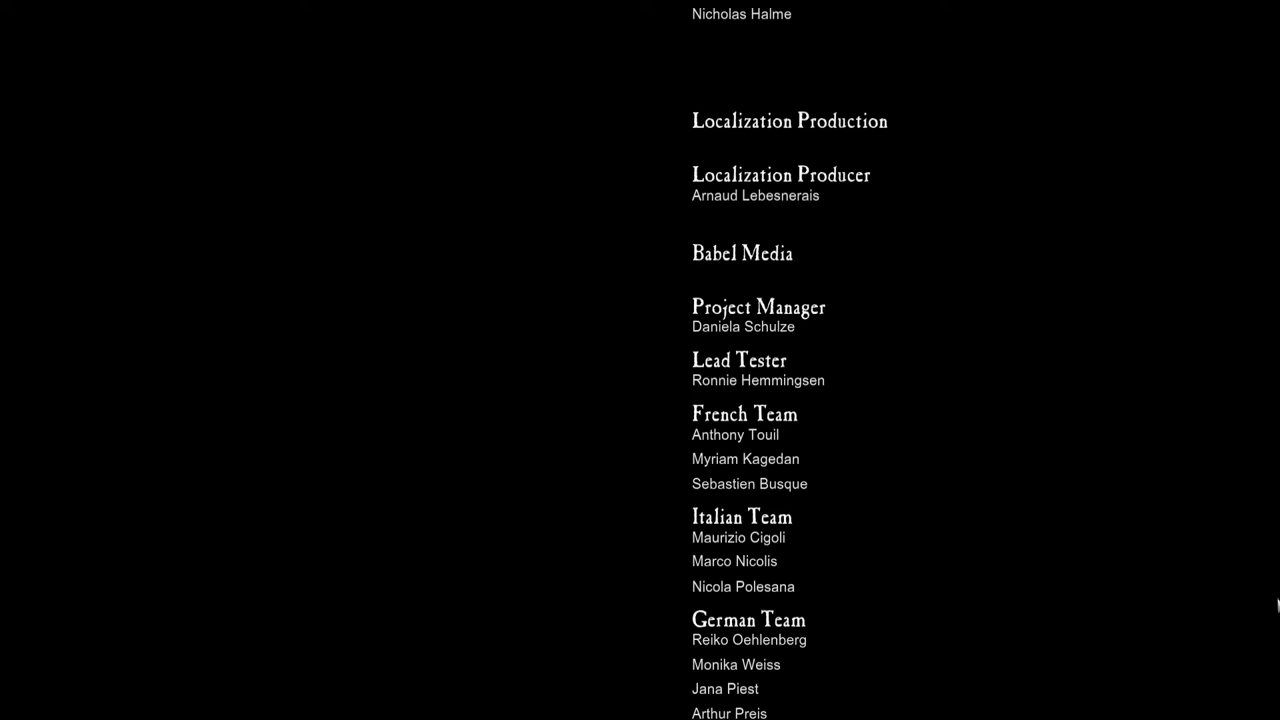 Nicholas Halme
Localization Production
Localization Producer
Arnaud Lebesnerais
Babel Media
Project Manager
Daniela Schulze
Lead Tester
Ronnie Hemmingsen
French Team
Anthony Touil
Myriam Kagedan
Sebastien Busque
Italian Team
Maurizio Cigoli
Marco Nicolis
Nicola Polesana
German Team
Reiko Oehlenberg
Monika Weiss
Jana Piest
Arthur Preis